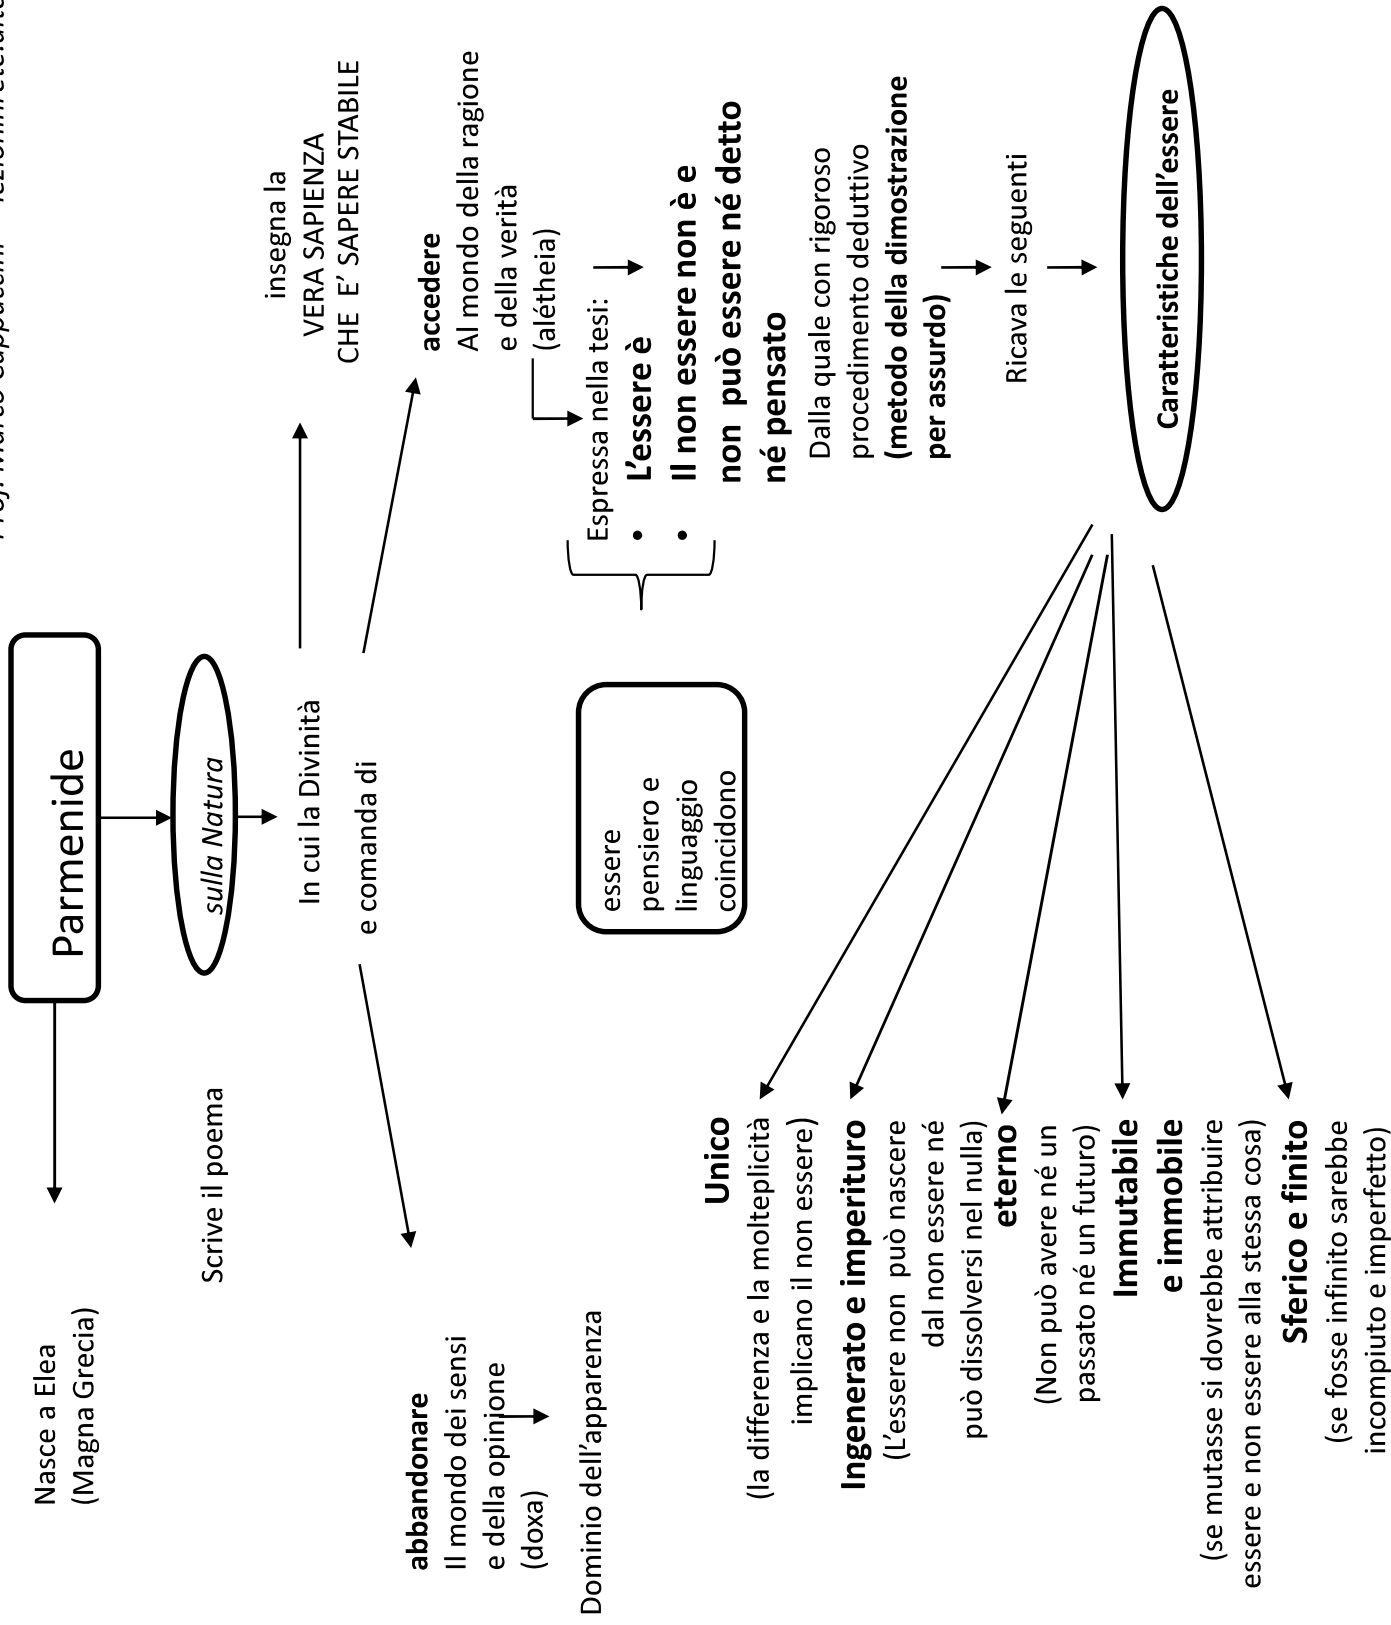 Parmenide
Nasce a Elea
(Magna Grecia)
Scrive il poema
sulla Natura
In cui la Divinità
insegna la
VERA SAPIENZA
CHE E’ SAPERE STABILE
e comanda di
abbandonare
Il mondo dei sensi
e della opinione
(doxa)
Dominio dell’apparenza
accedere
Al mondo della ragione
e della verità
(alétheia)
Espressa nella tesi:
• L’essere è
• Il non essere non è e
non può essere né detto
né pensato
essere
pensiero e
linguaggio
coincidono
Dalla quale con rigoroso
procedimento deduttivo
(metodo della dimostrazione
per assurdo)
Ricava le seguenti
Caratteristiche dell’essere
Unico
(la differenza e la molteplicità
implicano il non essere)
Ingenerato e imperituro
(L’essere non può nascere
dal non essere né
può dissolversi nel nulla)
eterno
(Non può avere né un
passato né un futuro)
Immutabile
e immobile
(se mutasse si dovrebbe attribuire
essere e non essere alla stessa cosa)
Sferico e finito
(se fosse infinito sarebbe
incompiuto e imperfetto)